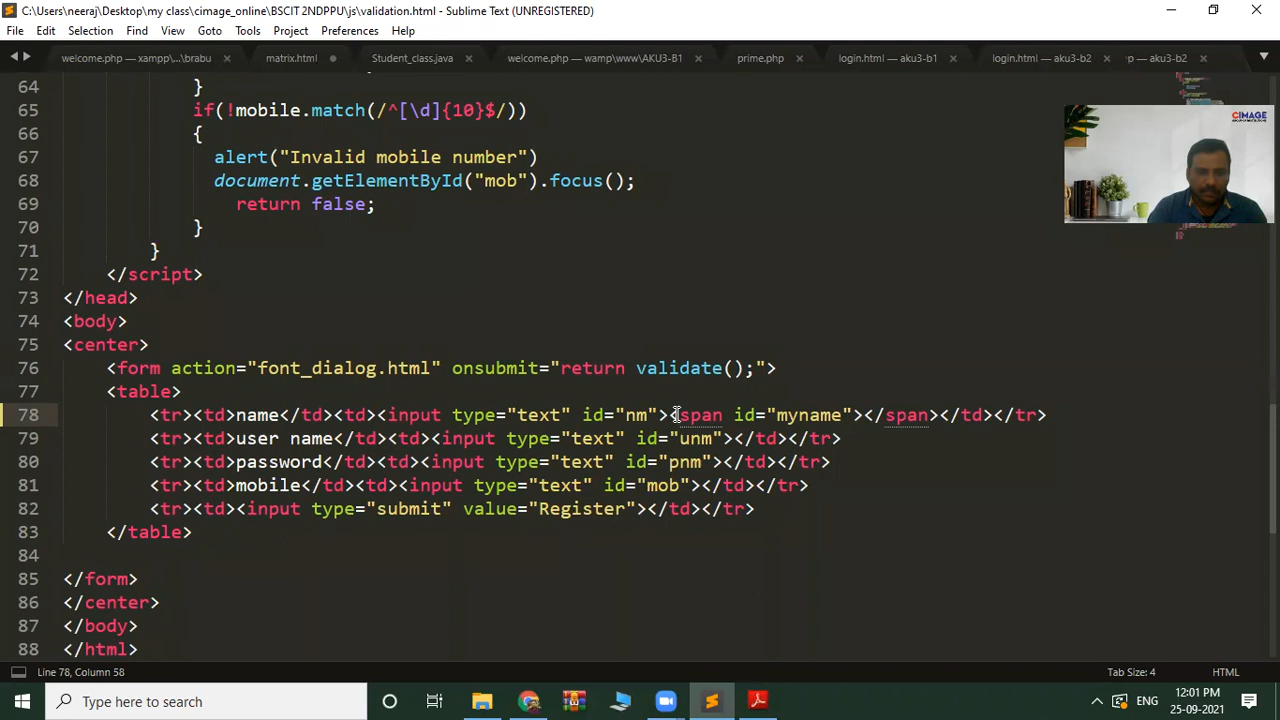 C:\Users\neeraj\Desktop\my class\cimage_online\BSCIT 2NDPPU\js\validation.html - Sublime Text (UNREGISTERED)
File Edit Selection Find View Goto Tools Project Preferences Help
welcome.php — xampp\...\brabu matrix.html Student_class.java welcome.php — wamp\www\AKU3-B1 prime.php login.html — aku3-b1 login.html — aku3-b2 p — aku3-b2
64 }
65 if(!mobile.match(/^[\d]{10}$/))
66 {
67 alert("Invalid mobile number")
68 document.getElementById("mob").focus();
69 return false;
70 }
71 }
72 </script>
73 </head>
74 <body>
75 <center>
76 <form action="font_dialog.html" onsubmit="return validate();">
77 <table>
78 <tr><td>name</td><td><input type="text" id="nm"><span id="myname"></span></td></tr>
79 <tr><td>user name</td><td><input type="text" id="unm"></td></tr>
80 <tr><td>password</td><td><input type="text" id="pnm"></td></tr>
81 <tr><td>mobile</td><td><input type="text" id="mob"></td></tr>
82 <tr><td><input type="submit" value="Register"></td></tr>
83 </table>
84
85 </form>
86 </center>
87 </body>
88 </html>
CIMAGE
Line 78, Column 58 Tab Size: 4 HTML
Type here to search
ENG
12:01 PM
25-09-2021